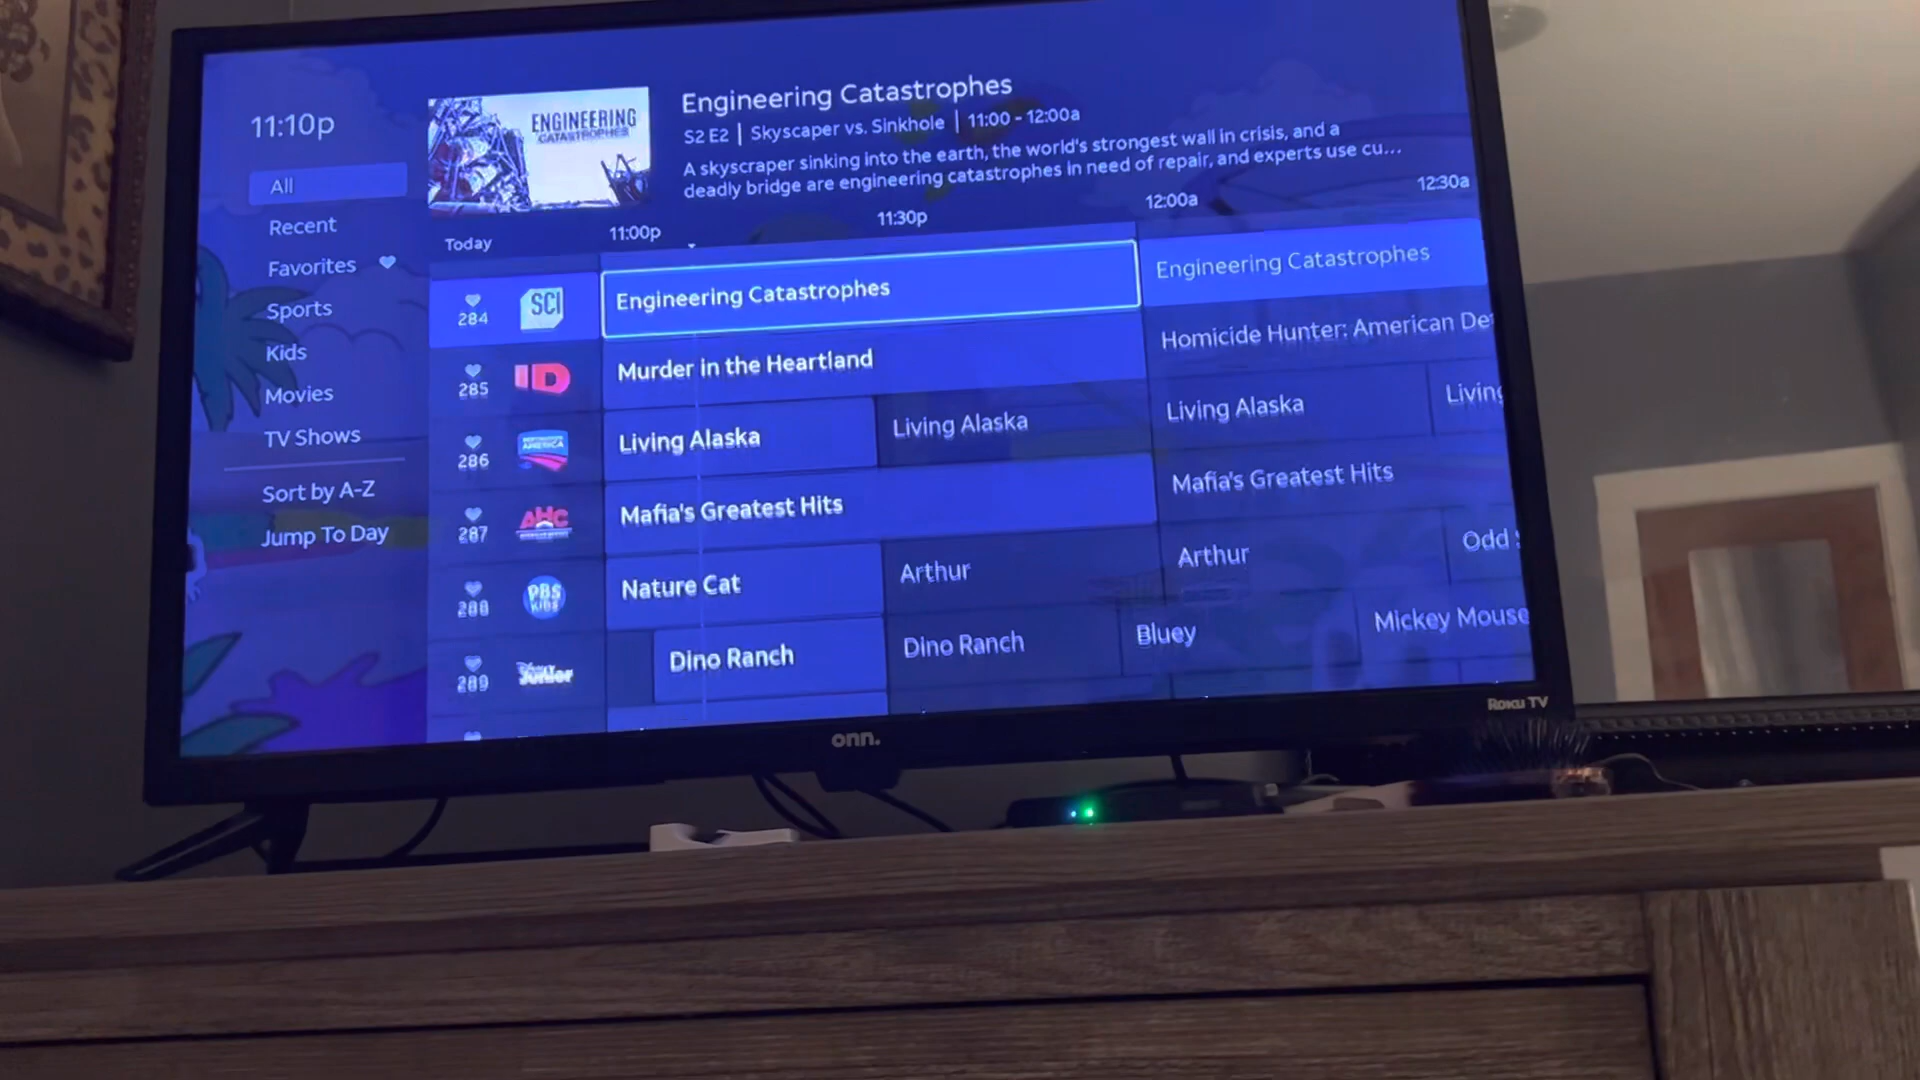 11:10p
All
Recent
Favorites
Sports
Kids
Movies
TV Shows
Sort by A-Z
Jump To Day
ENGINEERING
CATASTROPHES
Engineering Catastrophes
S2 E2 | Skyscaper vs. Sinkhole | 11:00 - 12:00a
A skyscraper sinking into the earth, the world's strongest wall in crisis, and a
deadly bridge are engineering catastrophes in need of repair, and experts use cu...
Today 11:00p 11:30p 12:00a 12:30a
284 SCI Engineering Catastrophes Engineering Catastrophes
285 ID Murder in the Heartland Homicide Hunter: American De
286 AMERICA Living Alaska Living Alaska Living Alaska Living
287 AHC Mafia's Greatest Hits Mafia's Greatest Hits
288 PBS KIDS Nature Cat Arthur Arthur Odd
289 Disney Junior Dino Ranch Dino Ranch Bluey Mickey Mouse
onn.
Roku TV